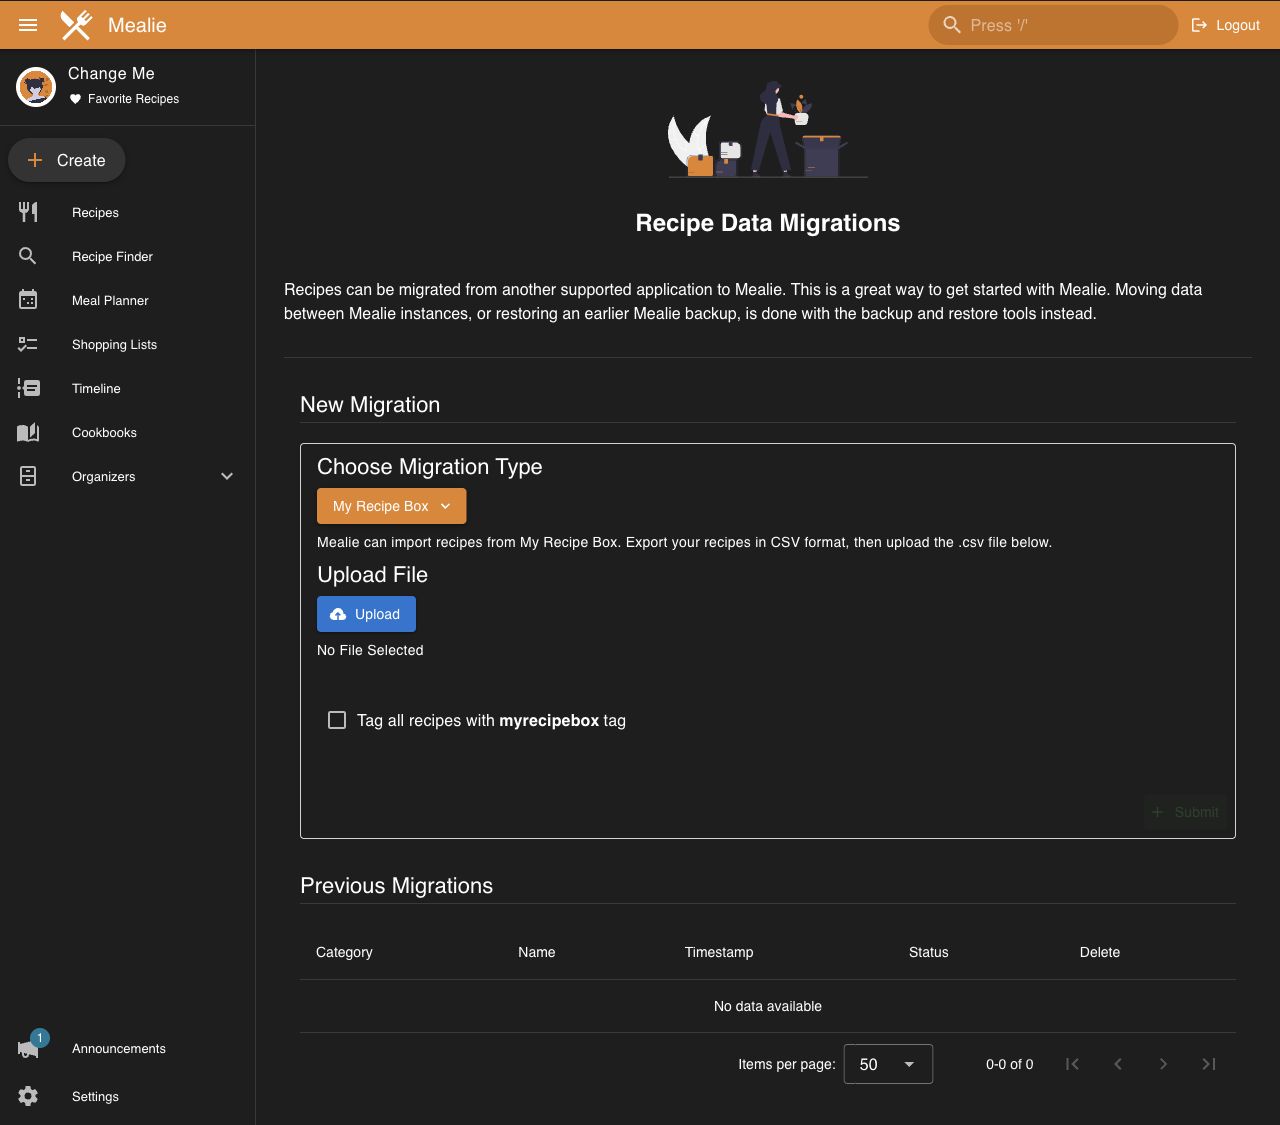 Mealie
Press '/'
Logout
Change Me
Favorite Recipes
Create
Recipes
Recipe Finder
Meal Planner
Shopping Lists
Timeline
Cookbooks
Organizers
1
Announcements
Settings
Recipe Data Migrations
Recipes can be migrated from another supported application to Mealie. This is a great way to get started with Mealie. Moving data
between Mealie instances, or restoring an earlier Mealie backup, is done with the backup and restore tools instead.
New Migration
Choose Migration Type
My Recipe Box
Mealie can import recipes from My Recipe Box. Export your recipes in CSV format, then upload the .csv file below.
Upload File
Upload
No File Selected
Tag all recipes with myrecipebox tag
Submit
Previous Migrations
Category Name Timestamp Status Delete
No data available
Items per page: 50 0-0 of 0